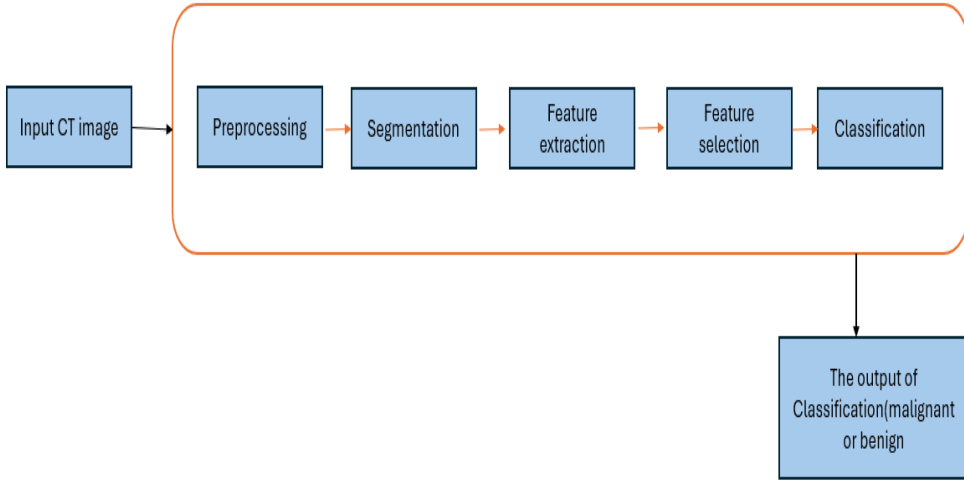 Input CT image
Preprocessing
Segmentation
Feature
extraction
Feature
selection
Classification
The output of
Classification(malignant
or benign